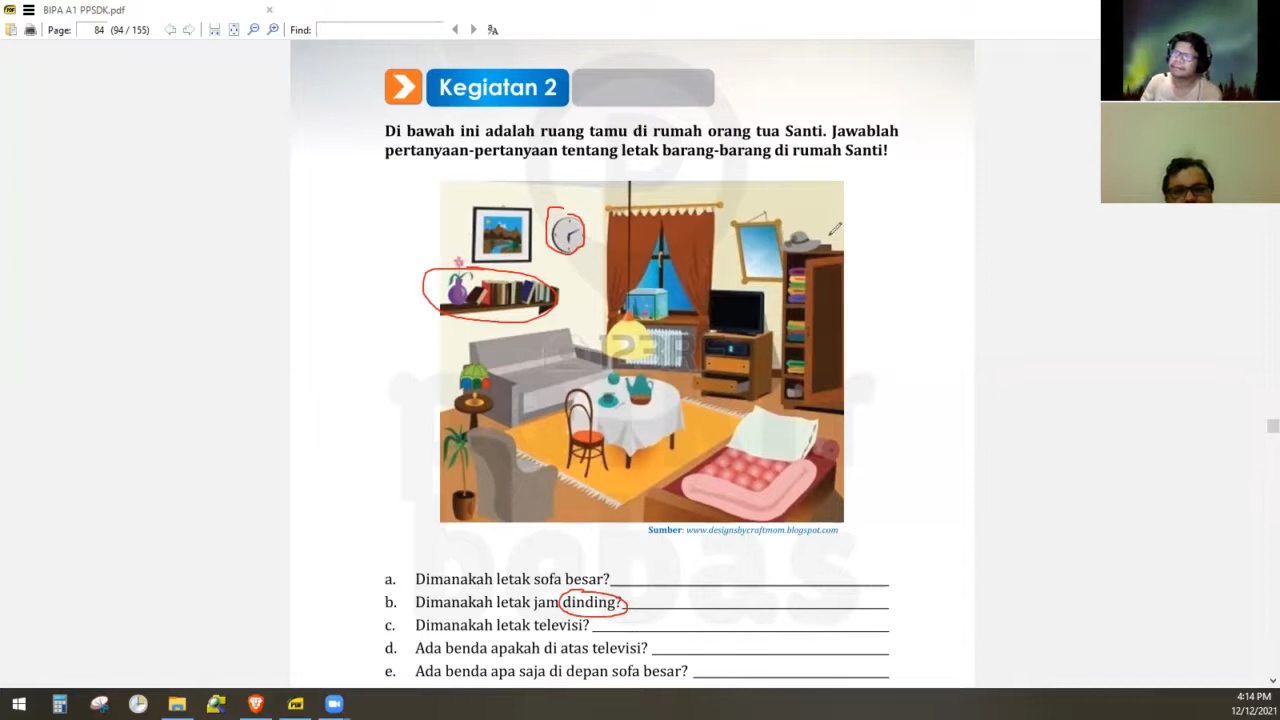 BIPA A1 PPSDK.pdf
Page: 84 (94 / 155) Find:
Kegiatan 2
Di bawah ini adalah ruang tamu di rumah orang tua Santi. Jawablah
pertanyaan-pertanyaan tentang letak barang-barang di rumah Santi!
123R
Sumber: www.designsbycraftmom.blogspot.com
bebas
a. Dimanakah letak sofa besar?
b. Dimanakah letak jam dinding?
c. Dimanakah letak televisi?
d. Ada benda apakah di atas televisi?
e. Ada benda apa saja di depan sofa besar?
4:14 PM
12/12/2021